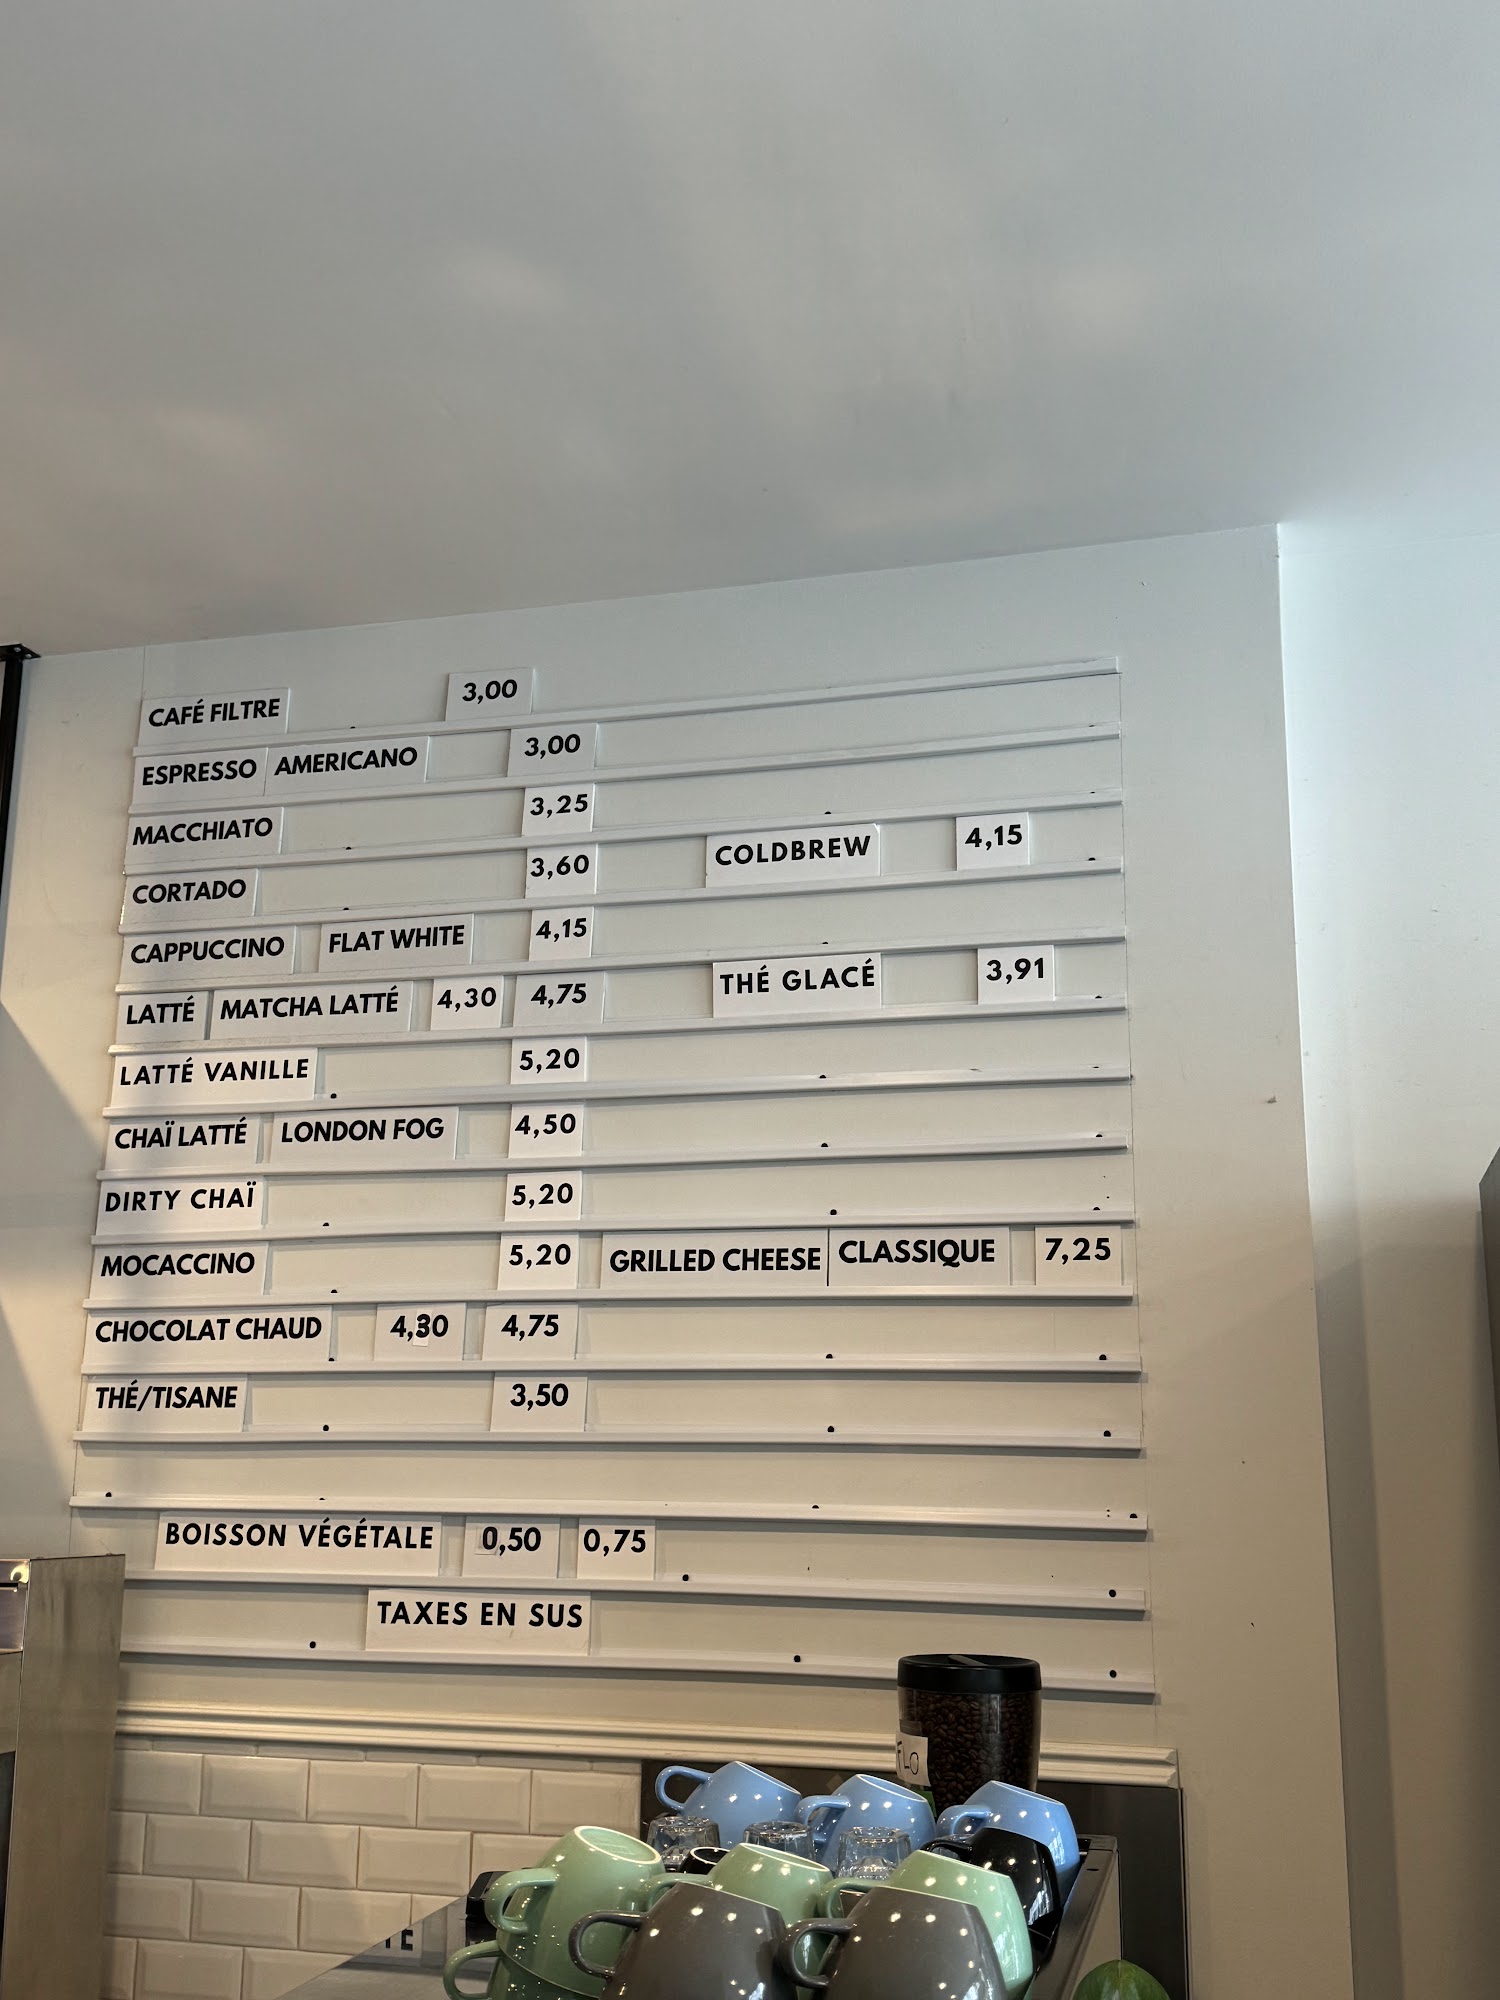 CAFÉ FILTRE 3,00
ESPRESSO AMERICANO 3,00
MACCHIATO 3,25
CORTADO 3,60 COLDBREW 4,15
CAPPUCCINO FLAT WHITE 4,15
LATTÉ MATCHA LATTÉ 4,30 4,75 THÉ GLACÉ 3,91
LATTÉ VANILLE 5,20
CHAÏ LATTÉ LONDON FOG 4,50
DIRTY CHAÏ 5,20
MOCACCINO 5,20 GRILLED CHEESE CLASSIQUE 7,25
CHOCOLAT CHAUD 4,30 4,75
THÉ/TISANE 3,50
BOISSON VÉGÉTALE 0,50 0,75
TAXES EN SUS